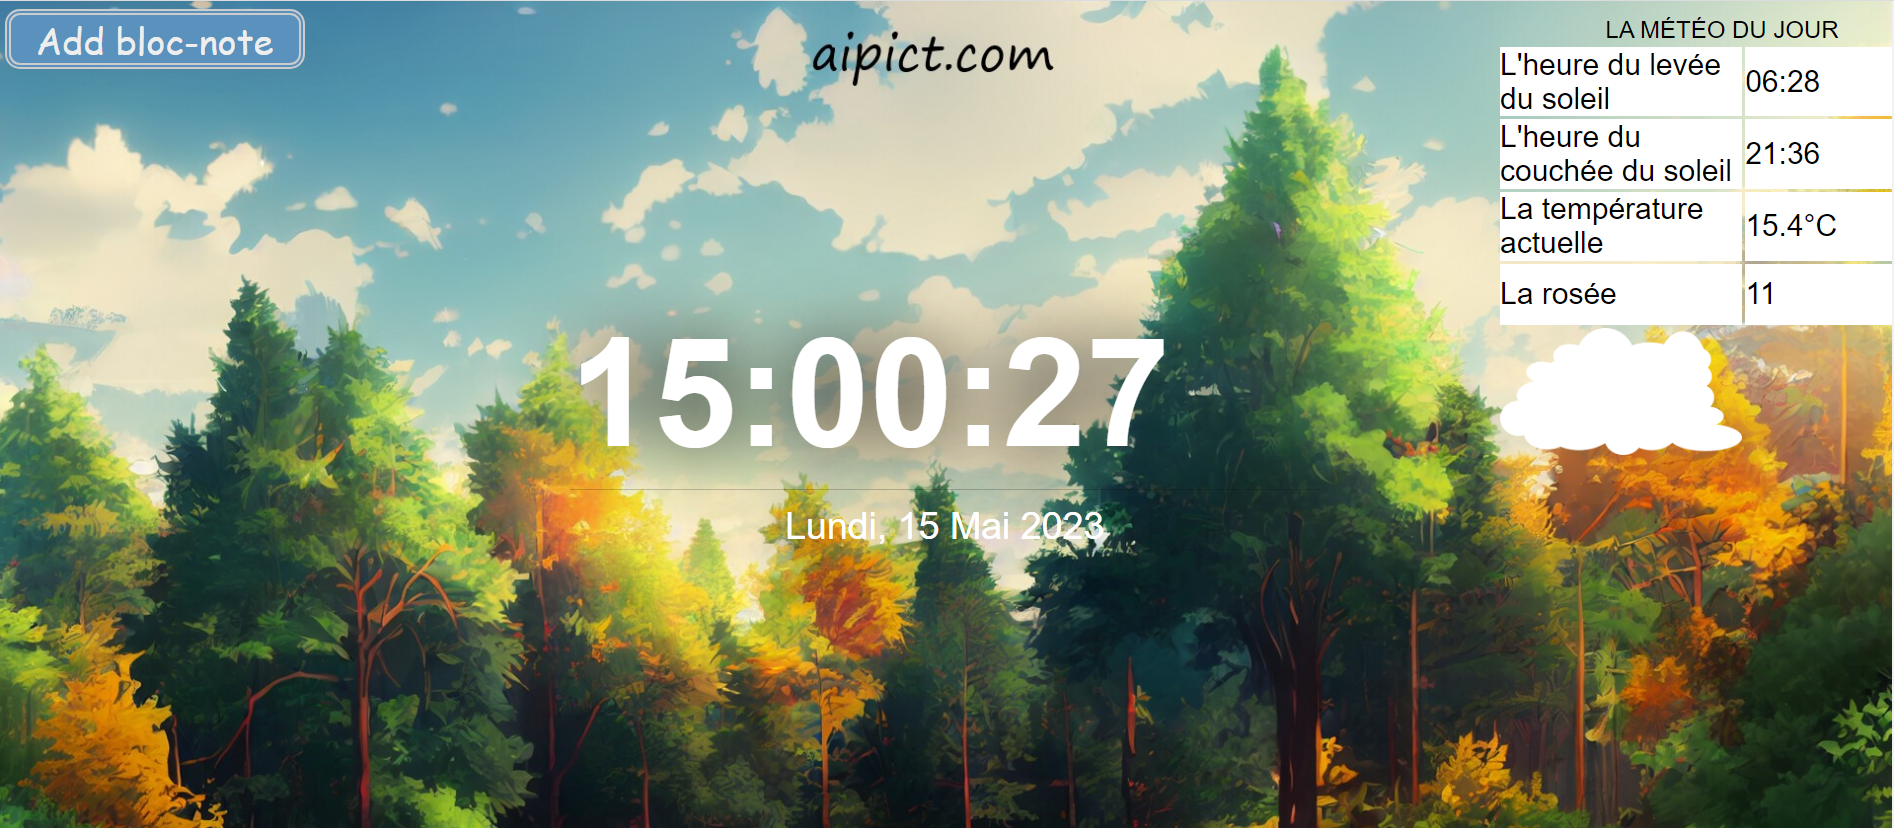 Add bloc-note
aipict.com
LA MÉTÉO DU JOUR
L'heure du levée
du soleil
06:28
L'heure du
couchée du soleil
21:36
La température
actuelle
15.4°C
La rosée
11
15:00:27
Lundi, 15 Mai 2023